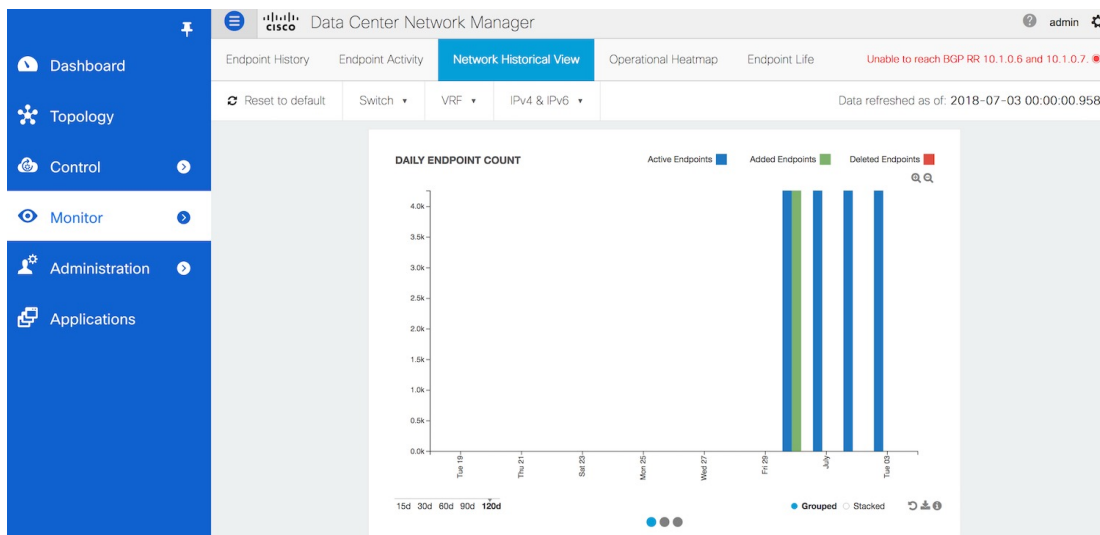 cisco Data Center Network Manager
admin
Dashboard
Topology
Control
Monitor
Administration
Applications
Endpoint History Endpoint Activity Network Historical View Operational Heatmap Endpoint Life Unable to reach BGP RR 10.1.0.6 and 10.1.0.7.
Reset to default Switch VRF IPv4 & IPv6 Data refreshed as of: 2018-07-03 00:00:00.958
DAILY ENDPOINT COUNT Active Endpoints Added Endpoints Deleted Endpoints
4.0k
3.5k
3.0k
2.5k
2.0k
1.5k
1.0k
0.5k
0.0k
Tue 19 Thu 21 Sat 23 Mon 25 Wed 27 Fri 29 July Tue 03
15d 30d 60d 90d 120d Grouped Stacked